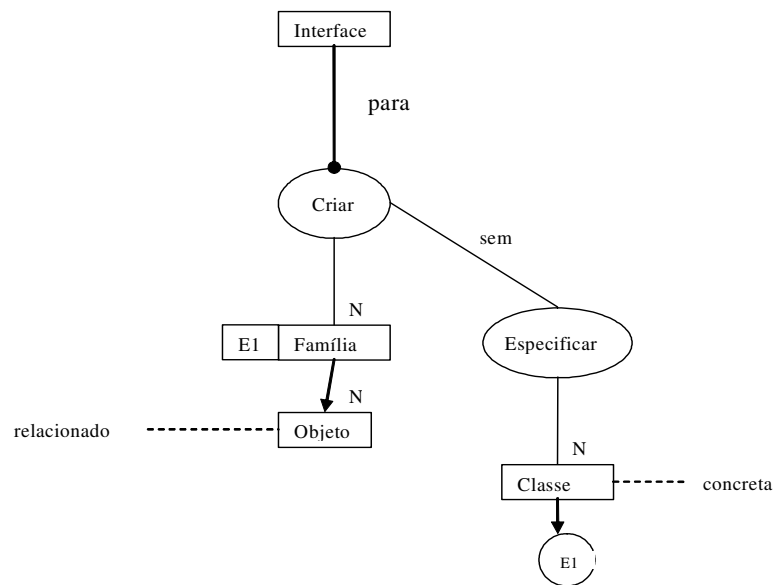 Interface
para
Criar
sem
N
E1
Família
Especificar
N
relacionado
Objeto
N
Classe
concreta
E1